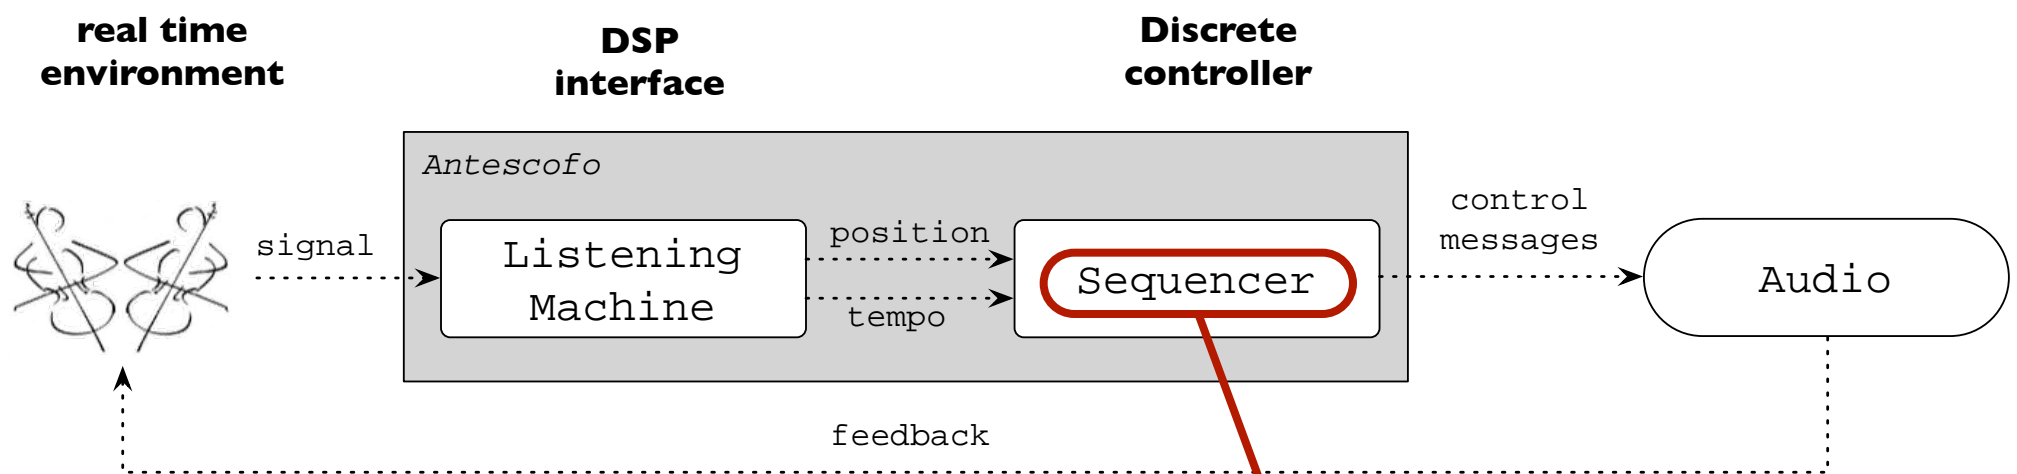 real time
environment
DSP
interface
Discrete
controller
Antescofo
signal
Listening
Machine
position
tempo
Sequencer
control
messages
Audio
feedback